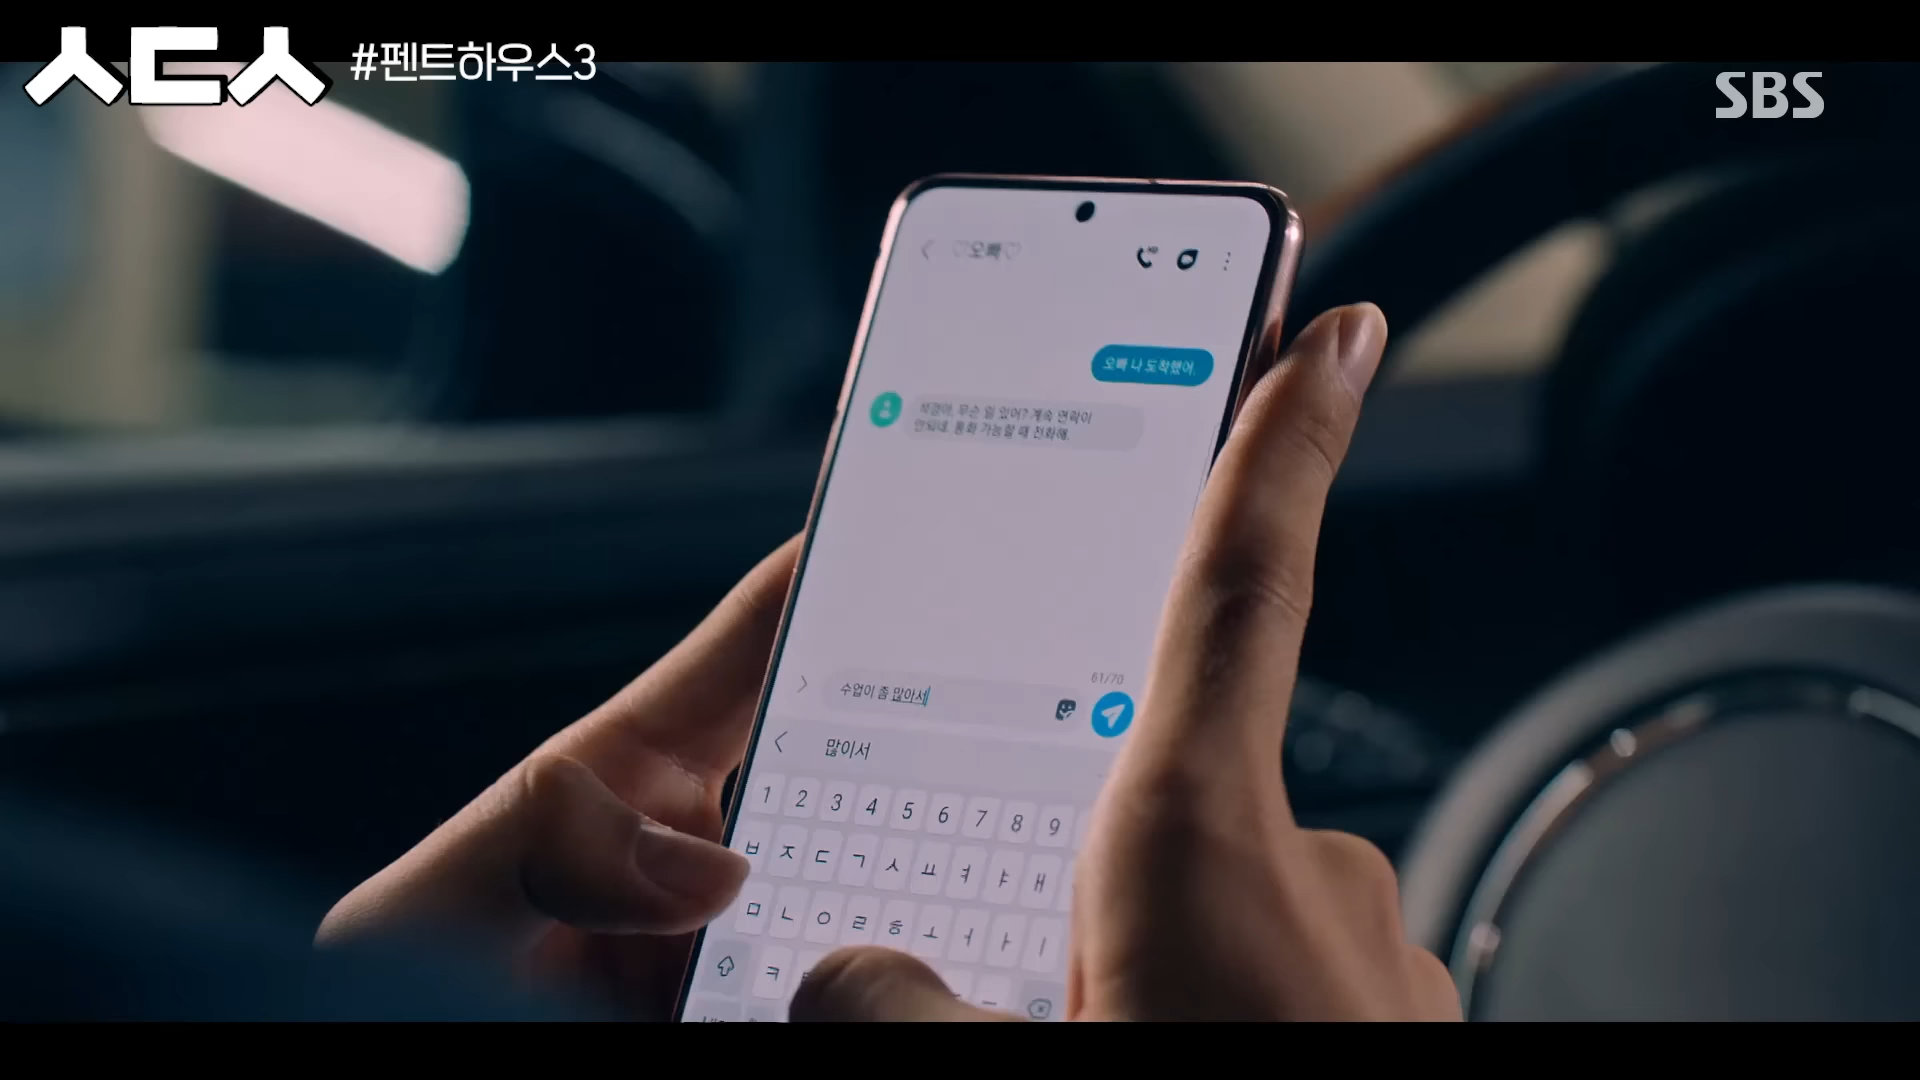 스드스
#펜트하우스3
SBS
♡오빠♡
오빠 나 도착했어.
석경아, 무슨 일 있어? 계속 연락이
안되네. 통화 가능할 때 전화해.
61/70
수업이 좀 많아서
많이서
1 2 3 4 5 6 7 8 9
ㅂ ㅈ ㄷ ㄱ ㅅ ㅛ ㅕ ㅑ ㅐ
ㅁ ㄴ ㅇ ㄹ ㅎ ㅗ ㅓ ㅏ ㅣ
ㅋ ㅡ